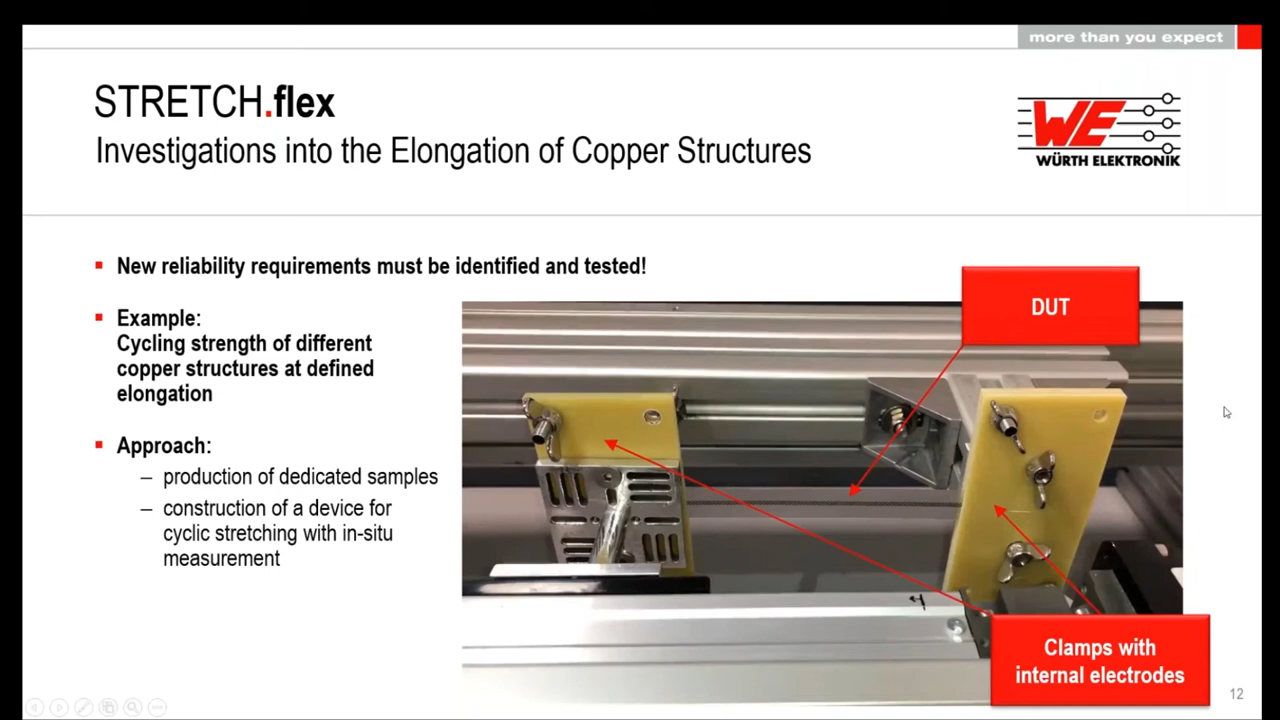 more than you expect
STRETCH.flex
Investigations into the Elongation of Copper Structures
WE
WÜRTH ELEKTRONIK
New reliability requirements must be identified and tested!
Example:
Cycling strength of different
copper structures at defined
elongation
Approach:
– production of dedicated samples
– construction of a device for
cyclic stretching with in-situ
measurement
DUT
Clamps with
internal electrodes
12